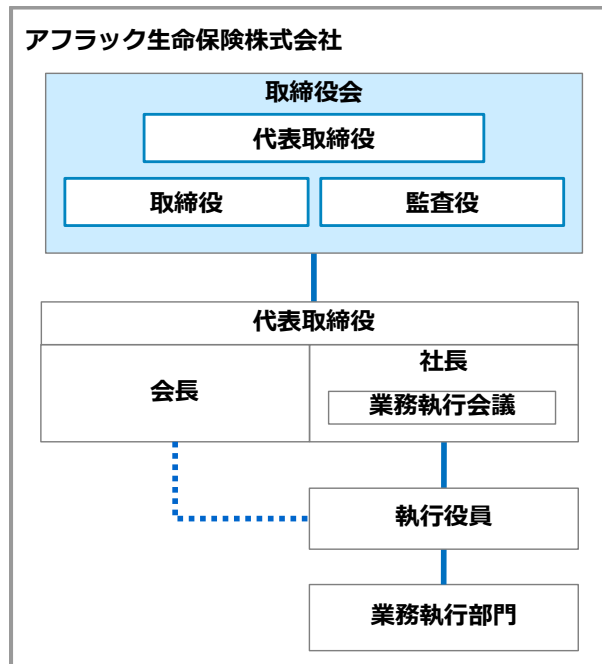 アフラック生命保険株式会社
取締役会
代表取締役
取締役
監査役
代表取締役
会長
社長
業務執行会議
執行役員
業務執行部門